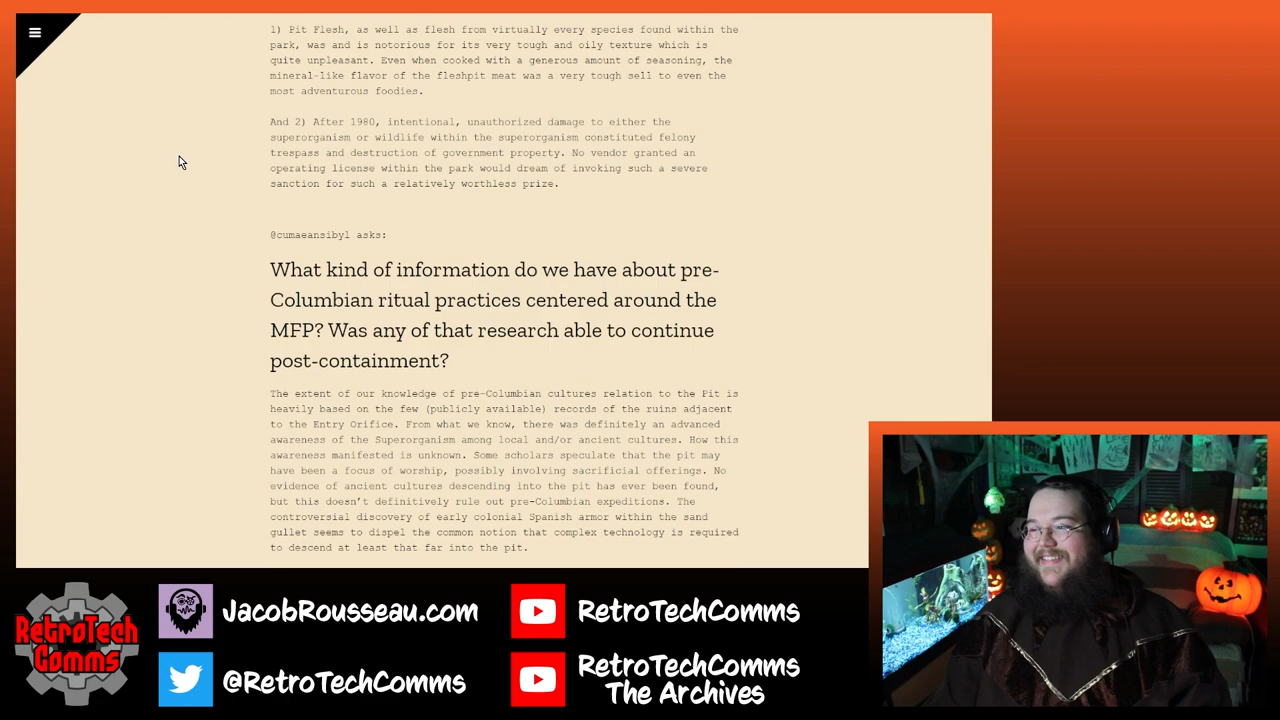 1) Pit Flesh, as well as flesh from virtually every species found within the
park, was and is notorious for its very tough and oily texture which is
quite unpleasant. Even when cooked with a generous amount of seasoning, the
mineral-like flavor of the fleshpit meat was a very tough sell to even the
most adventurous foodies.
And 2) After 1980, intentional, unauthorized damage to either the
superorganism or wildlife within the superorganism constituted felony
trespass and destruction of government property. No vendor granted an
operating license within the park would dream of invoking such a severe
sanction for such a relatively worthless prize.
@cumaeansibyl asks:
What kind of information do we have about pre-
Columbian ritual practices centered around the
MFP? Was any of that research able to continue
post-containment?
The extent of our knowledge of pre-Columbian cultures relation to the Pit is
heavily based on the few (publicly available) records of the ruins adjacent
to the Entry Orifice. From what we know, there was definitely an advanced
awareness of the Superorganism among local and/or ancient cultures. How this
awareness manifested is unknown. Some scholars speculate that the pit may
have been a focus of worship, possibly involving sacrificial offerings. No
evidence of ancient cultures descending into the pit has ever been found,
but this doesn't definitively rule out pre-Columbian expeditions. The
controversial discovery of early colonial Spanish armor within the sand
gullet seems to dispel the common notion that complex technology is required
to descend at least that far into the pit.
RetroTech
Comms
JacobRousseau.com
@RetroTechComms
RetroTechComms
RetroTechComms
The Archives